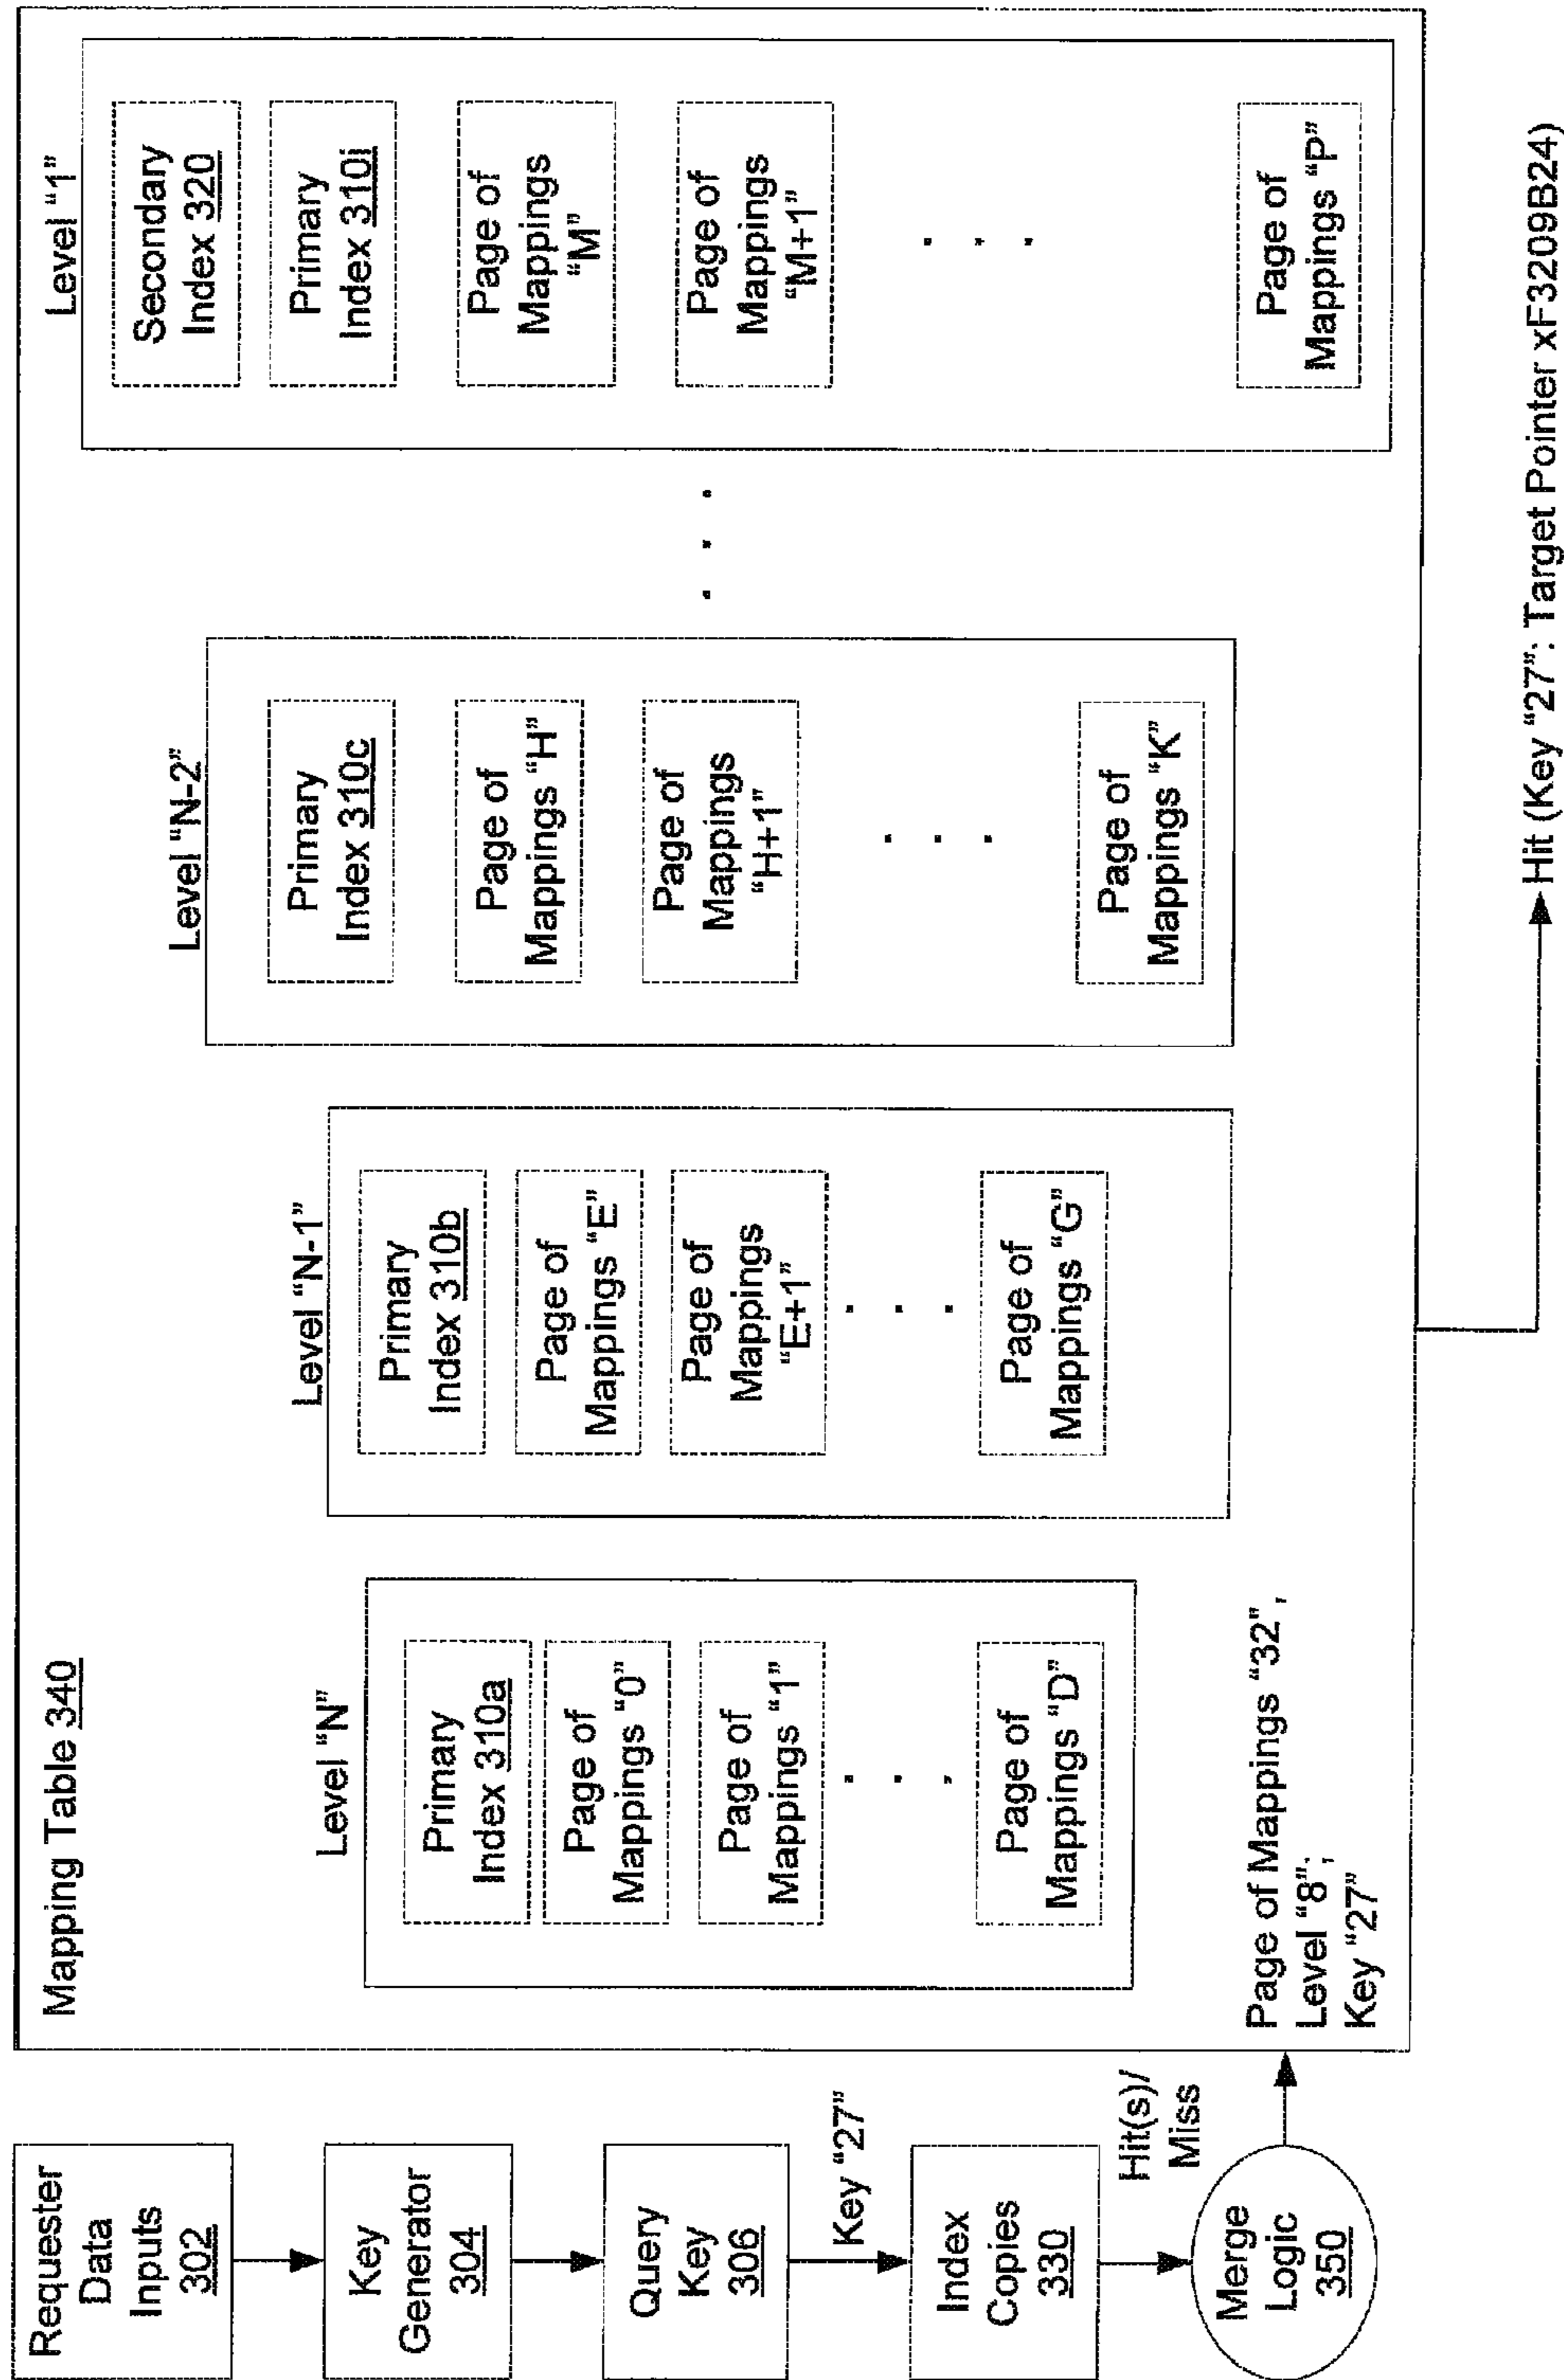 Requester
Data
Inputs
302
Key
Generator
304
Query
Key
306
Key “27”
Index
Copies
330
Hit(s)/
Miss
Merge
Logic
350
Mapping Table 340
Level “N”
Primary
Index 310a
Page of
Mappings “0”
Page of
Mappings “1”
. . .
Page of
Mappings “D”
Page of Mappings “32”,
Level “8”;
Key “27”
Level “N-1”
Primary
Index 310b
Page of
Mappings “E”
Page of
Mappings
“E+1”
. . .
Page of
Mappings “G”
Level “N-2”
Primary
Index 310c
Page of
Mappings “H”
Page of
Mappings
“H+1”
. . .
Page of
Mappings “K”
. . .
Level “1”
Secondary
Index 320
Primary
Index 310i
Page of
Mappings
“M”
Page of
Mappings
“M+1”
. . .
Page of
Mappings “P”
Hit (Key “27”: Target Pointer xF3209B24)